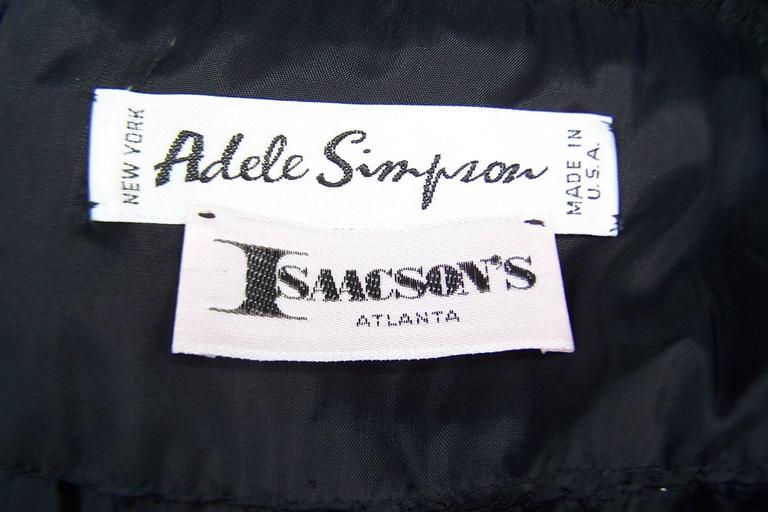 NEW YORK
Adele Simpson
MADE IN
U.S.A.
ISAACSON'S
ATLANTA